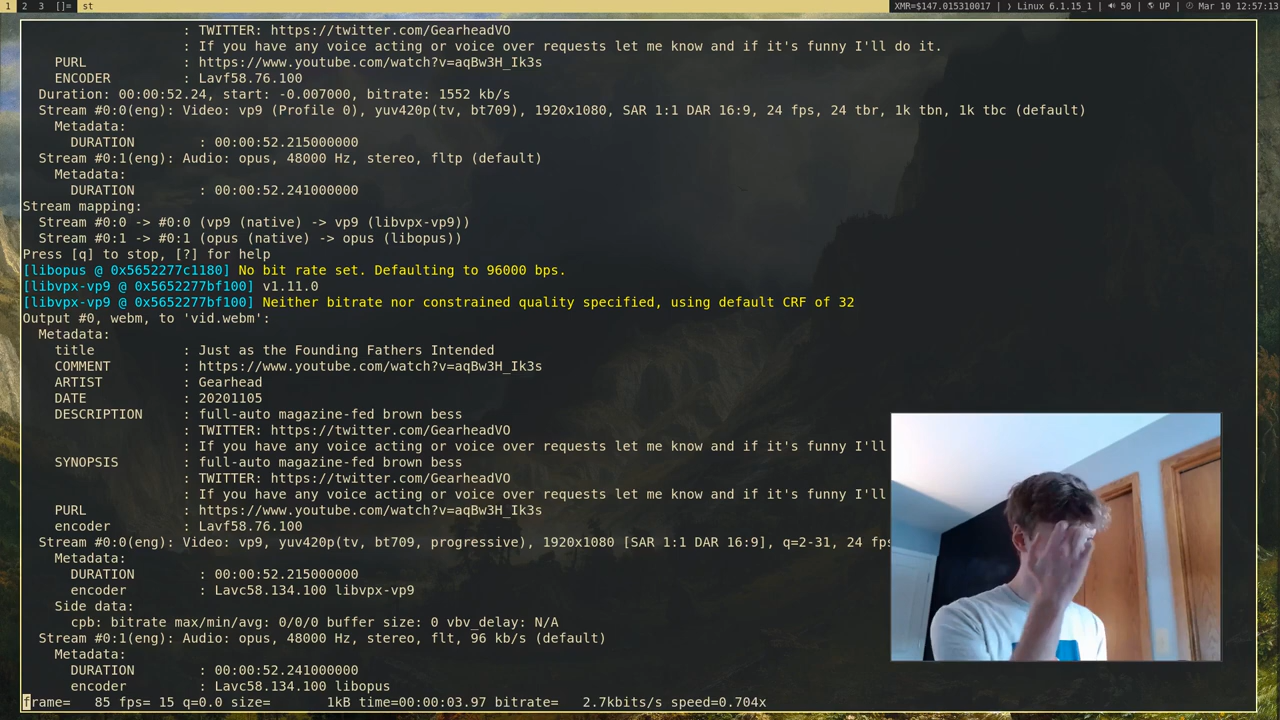 1 2 3 []= st XMR=$147.015310017 | Linux 6.1.15_1 | 50 | UP | Mar 10 12:57:13
: TWITTER: https://twitter.com/GearheadVO
: If you have any voice acting or voice over requests let me know and if it's funny I'll do it.
PURL : https://www.youtube.com/watch?v=aqBw3H_Ik3s
ENCODER : Lavf58.76.100
Duration: 00:00:52.24, start: -0.007000, bitrate: 1552 kb/s
Stream #0:0(eng): Video: vp9 (Profile 0), yuv420p(tv, bt709), 1920x1080, SAR 1:1 DAR 16:9, 24 fps, 24 tbr, 1k tbn, 1k tbc (default)
Metadata:
DURATION : 00:00:52.215000000
Stream #0:1(eng): Audio: opus, 48000 Hz, stereo, fltp (default)
Metadata:
DURATION : 00:00:52.241000000
Stream mapping:
Stream #0:0 -> #0:0 (vp9 (native) -> vp9 (libvpx-vp9))
Stream #0:1 -> #0:1 (opus (native) -> opus (libopus))
Press [q] to stop, [?] for help
[libopus @ 0x5652277c1180] No bit rate set. Defaulting to 96000 bps.
[libvpx-vp9 @ 0x5652277bf100] v1.11.0
[libvpx-vp9 @ 0x5652277bf100] Neither bitrate nor constrained quality specified, using default CRF of 32
Output #0, webm, to 'vid.webm':
Metadata:
title : Just as the Founding Fathers Intended
COMMENT : https://www.youtube.com/watch?v=aqBw3H_Ik3s
ARTIST : Gearhead
DATE : 20201105
DESCRIPTION : full-auto magazine-fed brown bess
: TWITTER: https://twitter.com/GearheadVO
: If you have any voice acting or voice over requests let me know and if it's funny I'll
SYNOPSIS : full-auto magazine-fed brown bess
: TWITTER: https://twitter.com/GearheadVO
: If you have any voice acting or voice over requests let me know and if it's funny I'll
PURL : https://www.youtube.com/watch?v=aqBw3H_Ik3s
encoder : Lavf58.76.100
Stream #0:0(eng): Video: vp9, yuv420p(tv, bt709, progressive), 1920x1080 [SAR 1:1 DAR 16:9], q=2-31, 24 fps
Metadata:
DURATION : 00:00:52.215000000
encoder : Lavc58.134.100 libvpx-vp9
Side data:
cpb: bitrate max/min/avg: 0/0/0 buffer size: 0 vbv_delay: N/A
Stream #0:1(eng): Audio: opus, 48000 Hz, stereo, flt, 96 kb/s (default)
Metadata:
DURATION : 00:00:52.241000000
encoder : Lavc58.134.100 libopus
frame= 85 fps= 15 q=0.0 size= 1kB time=00:00:03.97 bitrate= 2.7kbits/s speed=0.704x